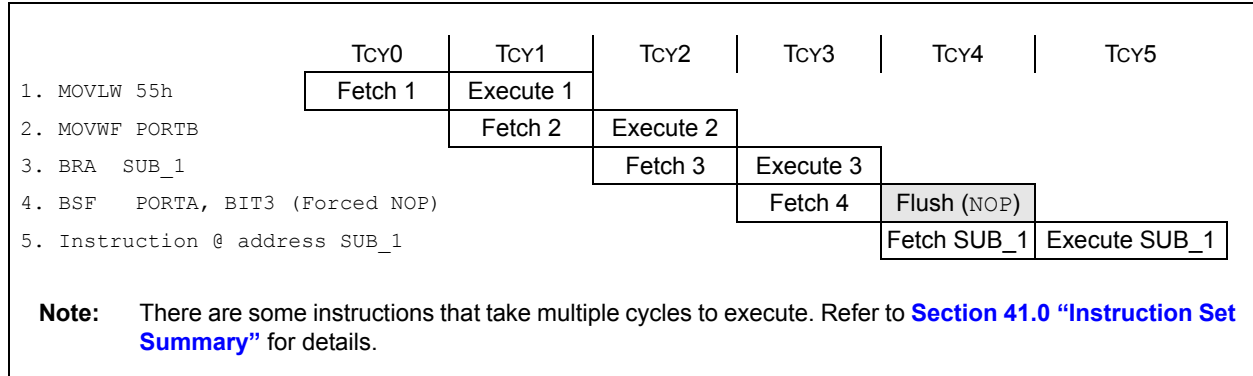 TCY0 TCY1 TCY2 TCY3 TCY4 TCY5
1. MOVLW 55h Fetch 1 Execute 1
2. MOVWF PORTB Fetch 2 Execute 2
3. BRA SUB_1 Fetch 3 Execute 3
4. BSF PORTA, BIT3 (Forced NOP) Fetch 4 Flush (NOP)
5. Instruction @ address SUB_1 Fetch SUB_1 Execute SUB_1
Note: There are some instructions that take multiple cycles to execute. Refer to Section 41.0 “Instruction Set
Summary” for details.